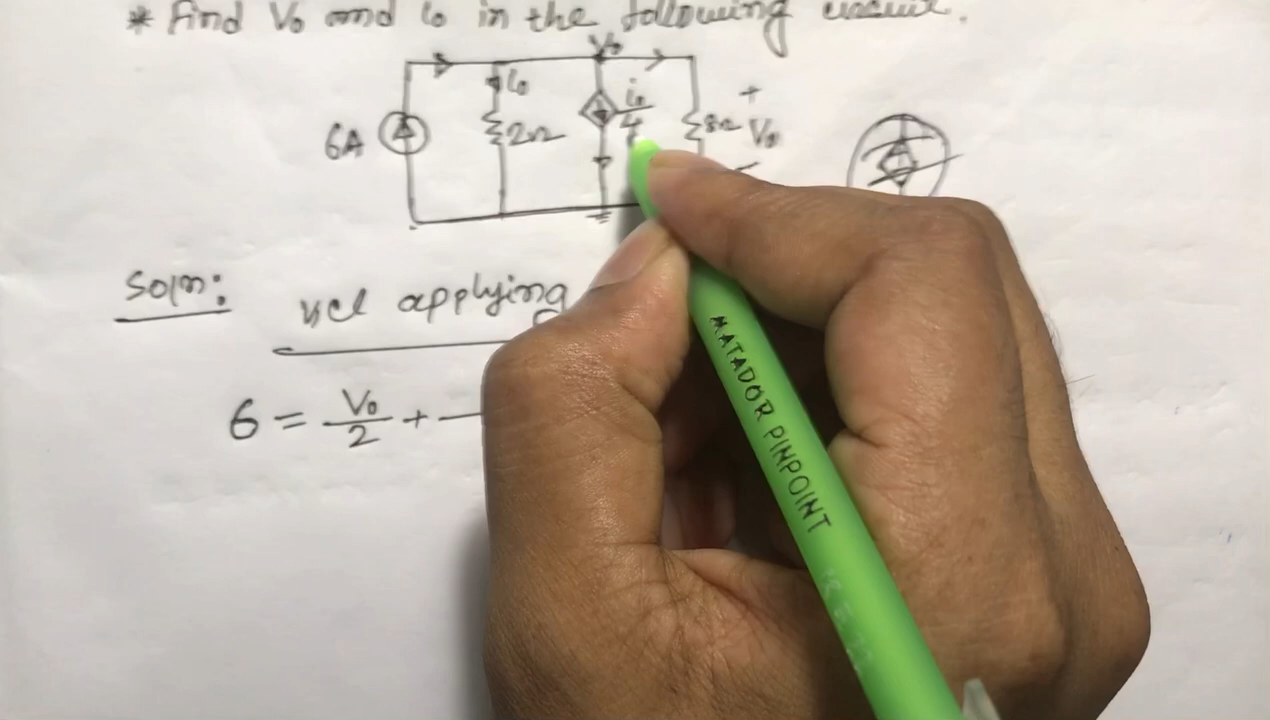 * Find V₀ and i₀ in the following circuit.
V₀
i₀
6A
2Ω
i₀/4
8Ω
+
V₀
-
Soln:
KCL applying
6 = V₀/2 +
MATADOR PINPOINT